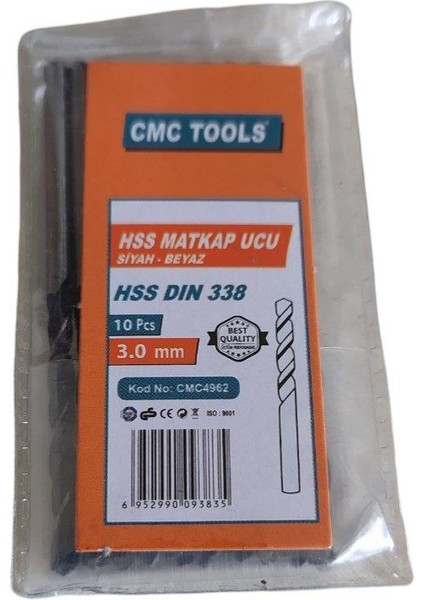 CMC TOOLS
HSS MATKAP UCU
SİYAH - BEYAZ
HSS DIN 338
10 Pcs
3.0 mm
BEST
QUALITY
Kod No: CMC4962
ISO : 9001
6 952990 093835